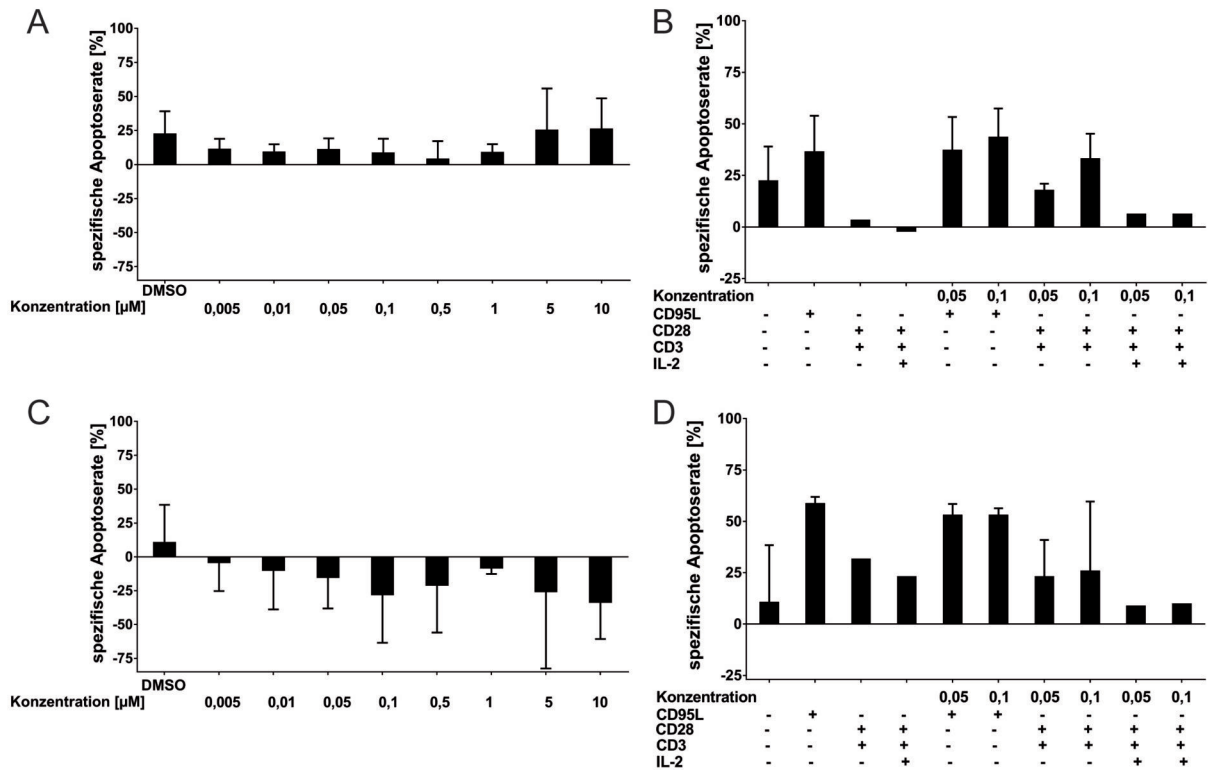 A
spezifische Apoptoserate [%]
100
75
50
25
0
-25
-50
-75
DMSO
Konzentration [µM] 0,005 0,01 0,05 0,1 0,5 1 5 10
B
spezifische Apoptoserate [%]
100
75
50
25
0
-25
Konzentration 0,05 0,1 0,05 0,1 0,05 0,1
CD95L - + - - + + - - - -
CD28 - - + + - - + + + +
CD3 - - + + - - + + + +
IL-2 - - - + - - - - + +
C
spezifische Apoptoserate [%]
100
75
50
25
0
-25
-50
-75
DMSO
Konzentration [µM] 0,005 0,01 0,05 0,1 0,5 1 5 10
D
spezifische Apoptoserate [%]
100
75
50
25
0
-25
Konzentration 0,05 0,1 0,05 0,1 0,05 0,1
CD95L - + - - + + - - - -
CD28 - - + + - - + + + +
CD3 - - + + - - + + + +
IL-2 - - - + - - - - + +